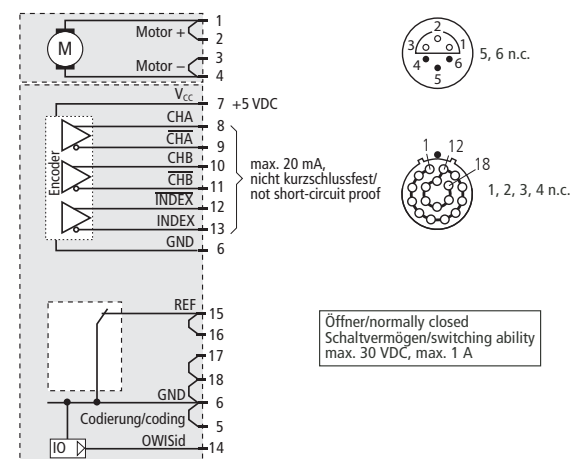 Motor +
1
2
M
3
Motor –
4
V<sub>CC</sub>
7 +5 VDC
CHA
8
C̅H̅A̅
9
CHB
10
C̅H̅B̅
11
I̅N̅D̅E̅X̅
12
INDEX
13
GND
6
Encoder
max. 20 mA,
nicht kurzschlussfest/
not short-circuit proof
REF
15
16
17
18
GND
6
Codierung/coding
5
OWISid
14
IO
2
3 1
4 6
5
5, 6 n.c.
1 12
18
1, 2, 3, 4 n.c.
Öffner/normally closed
Schaltvermögen/switching ability
max. 30 VDC, max. 1 A